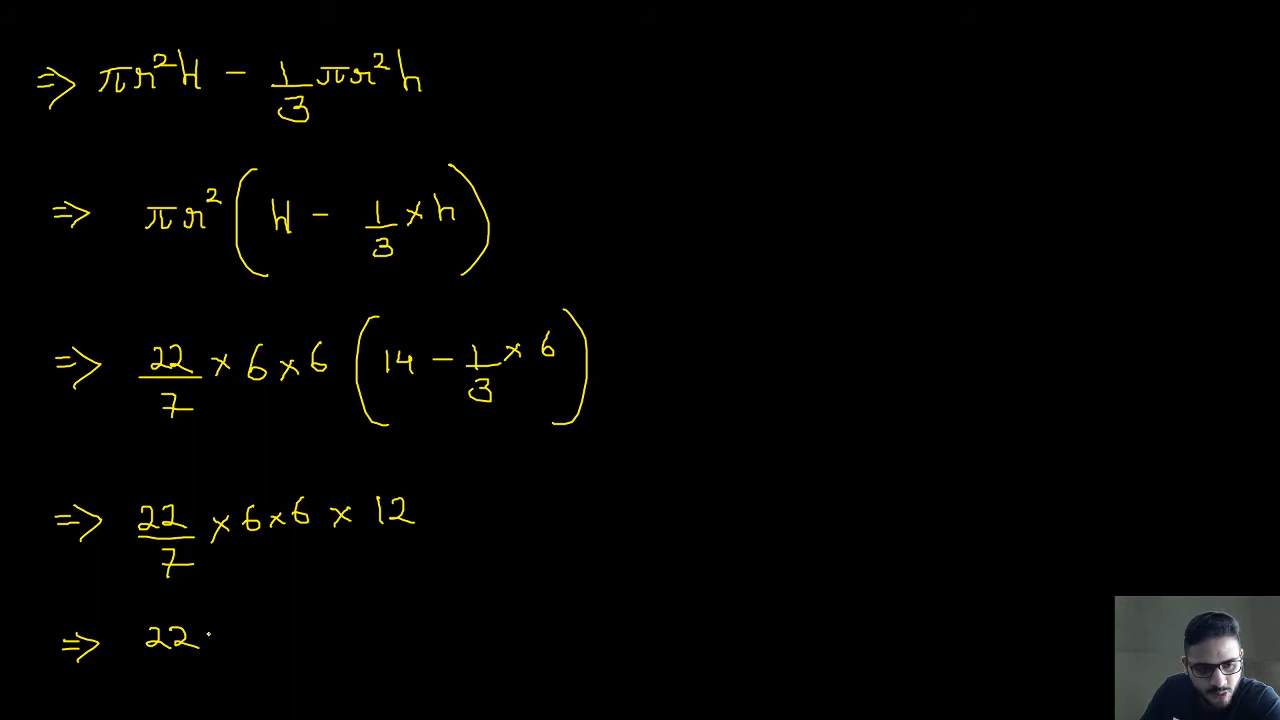 ⇒ πr²H - 1/3 πr²h
⇒ πr² ( H - 1/3 × h )
⇒ 22/7 × 6 × 6 ( 14 - 1/3 × 6 )
⇒ 22/7 × 6 × 6 × 12
⇒ 22